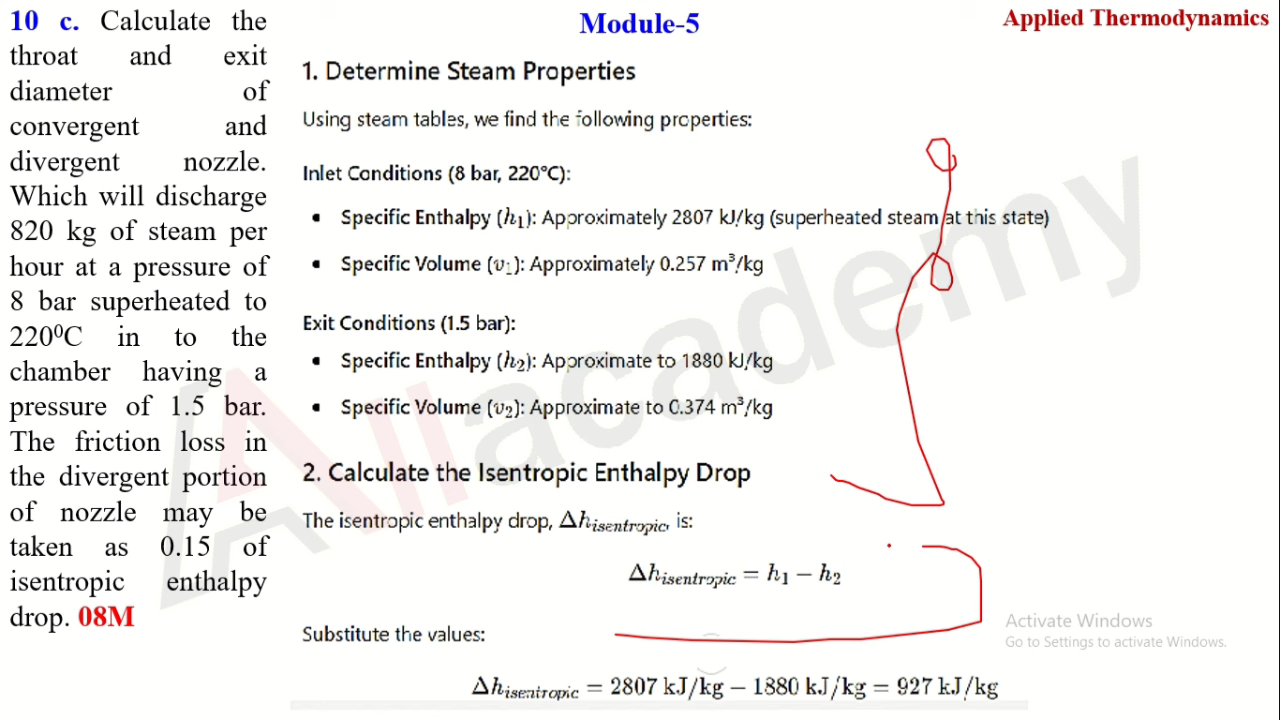 10 c. Calculate the
throat and exit
diameter of
convergent and
divergent nozzle.
Which will discharge
820 kg of steam per
hour at a pressure of
8 bar superheated to
220⁰C in to the
chamber having a
pressure of 1.5 bar.
The friction loss in
the divergent portion
of nozzle may be
taken as 0.15 of
isentropic enthalpy
drop. 08M
Module-5
Applied Thermodynamics
1. Determine Steam Properties
Using steam tables, we find the following properties:
Inlet Conditions (8 bar, 220°C):
• Specific Enthalpy (h₁): Approximately 2807 kJ/kg (superheated steam at this state)
• Specific Volume (v₁): Approximately 0.257 m³/kg
Exit Conditions (1.5 bar):
• Specific Enthalpy (h₂): Approximate to 1880 kJ/kg
• Specific Volume (v₂): Approximate to 0.374 m³/kg
2. Calculate the Isentropic Enthalpy Drop
The isentropic enthalpy drop, Δh_isentropic, is:
Δh_isentropic = h₁ − h₂
Substitute the values:
Δh_isentropic = 2807 kJ/kg − 1880 kJ/kg = 927 kJ/kg
Allacademy
Activate Windows
Go to Settings to activate Windows.